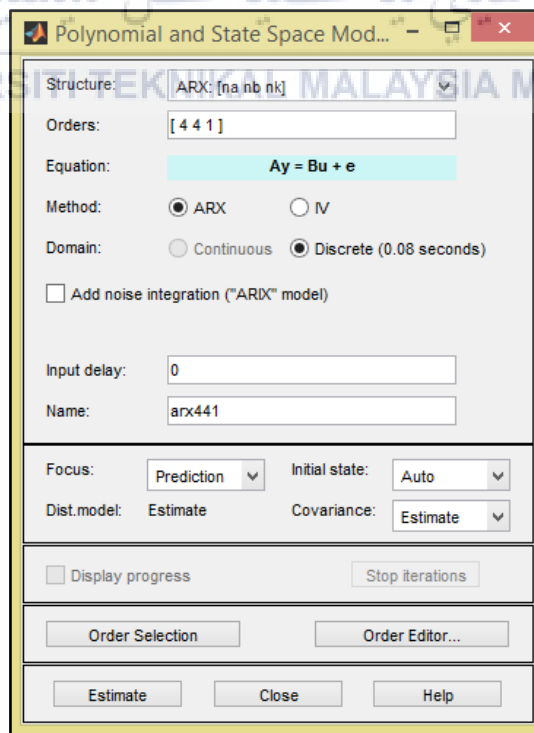 Polynomial and State Space Mod...
SITI TEKNIKAL MALAYSIA M
Structure: ARX: [na nb nk]
Orders: [ 4 4 1 ]
Equation: Ay = Bu + e
Method: ARX IV
Domain: Continuous Discrete (0.08 seconds)
Add noise integration ("ARIX" model)
Input delay: 0
Name: arx441
Focus: Prediction Initial state: Auto
Dist.model: Estimate Covariance: Estimate
Display progress Stop iterations
Order Selection Order Editor...
Estimate Close Help